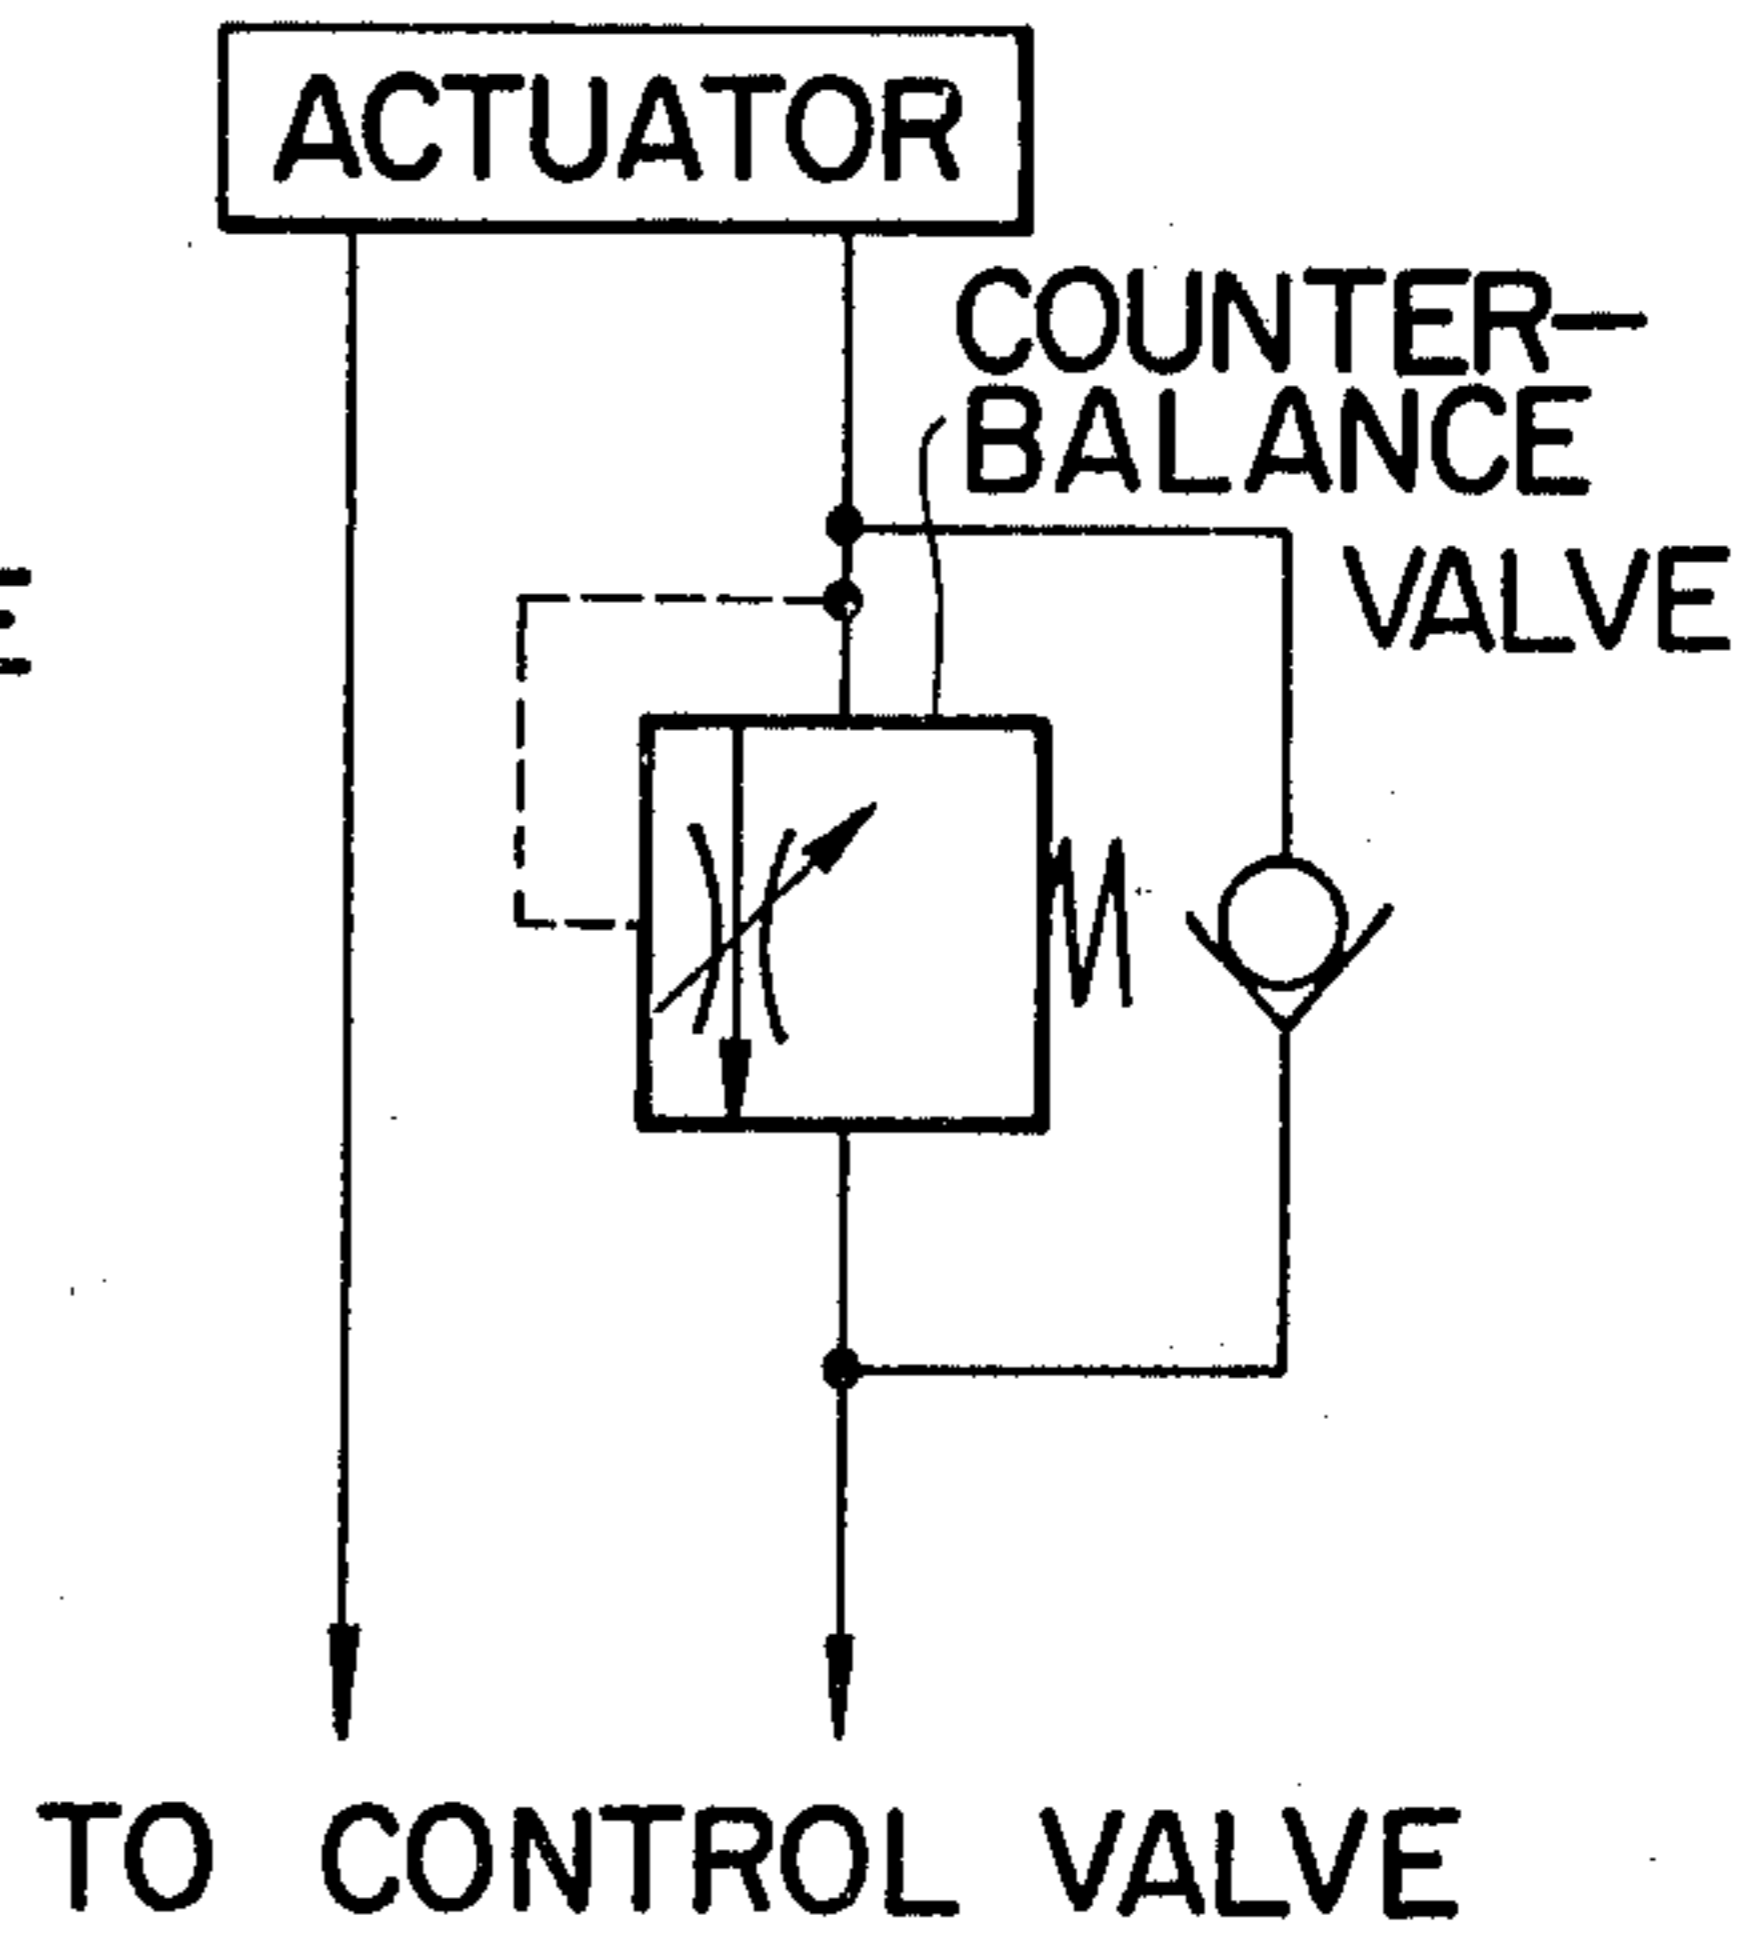 ACTUATOR
COUNTER-
BALANCE
VALVE
E
TO CONTROL VALVE